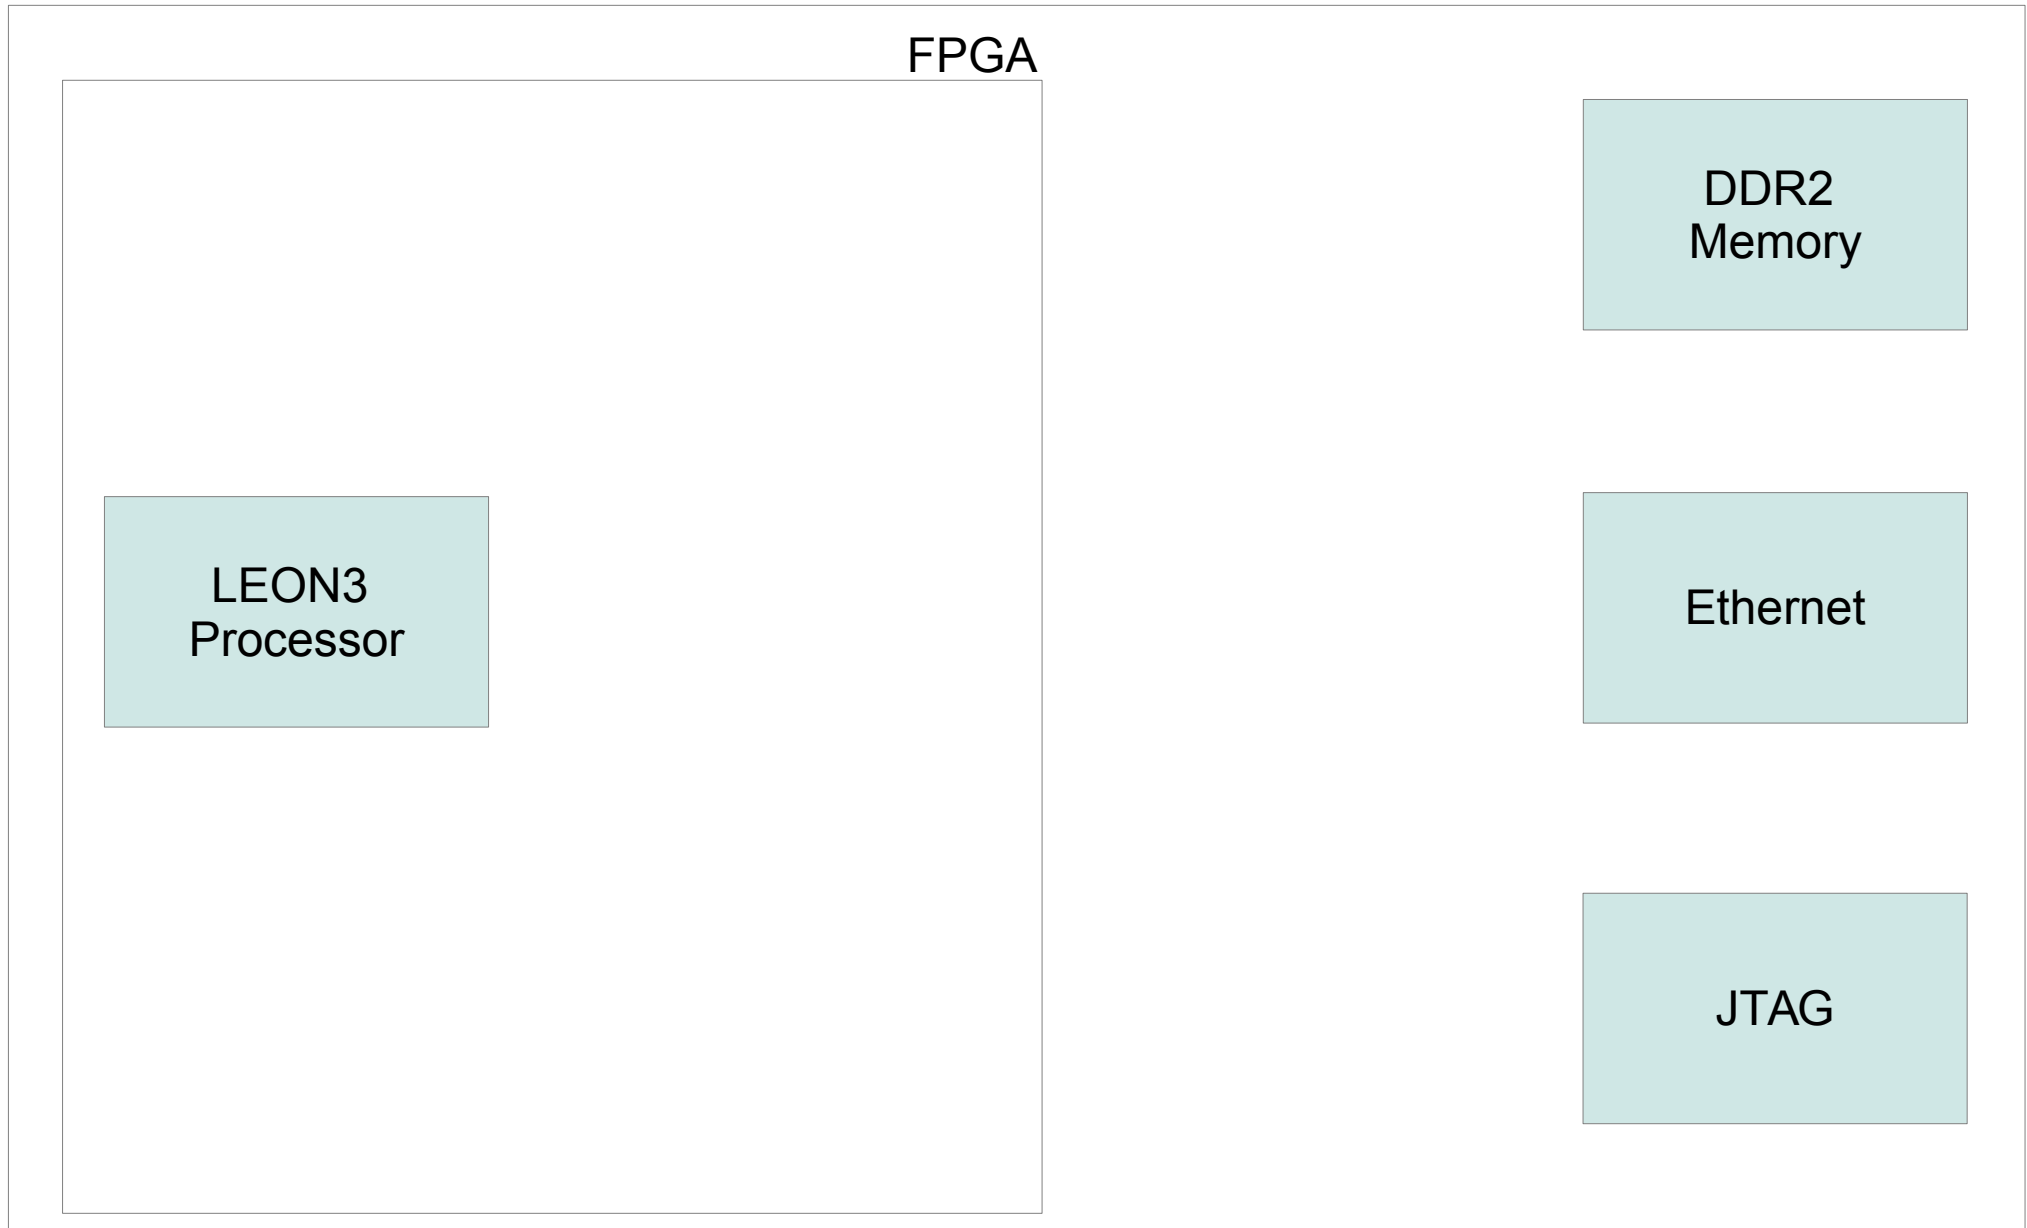 FPGA
DDR2
Memory
LEON3
Processor
Ethernet
JTAG